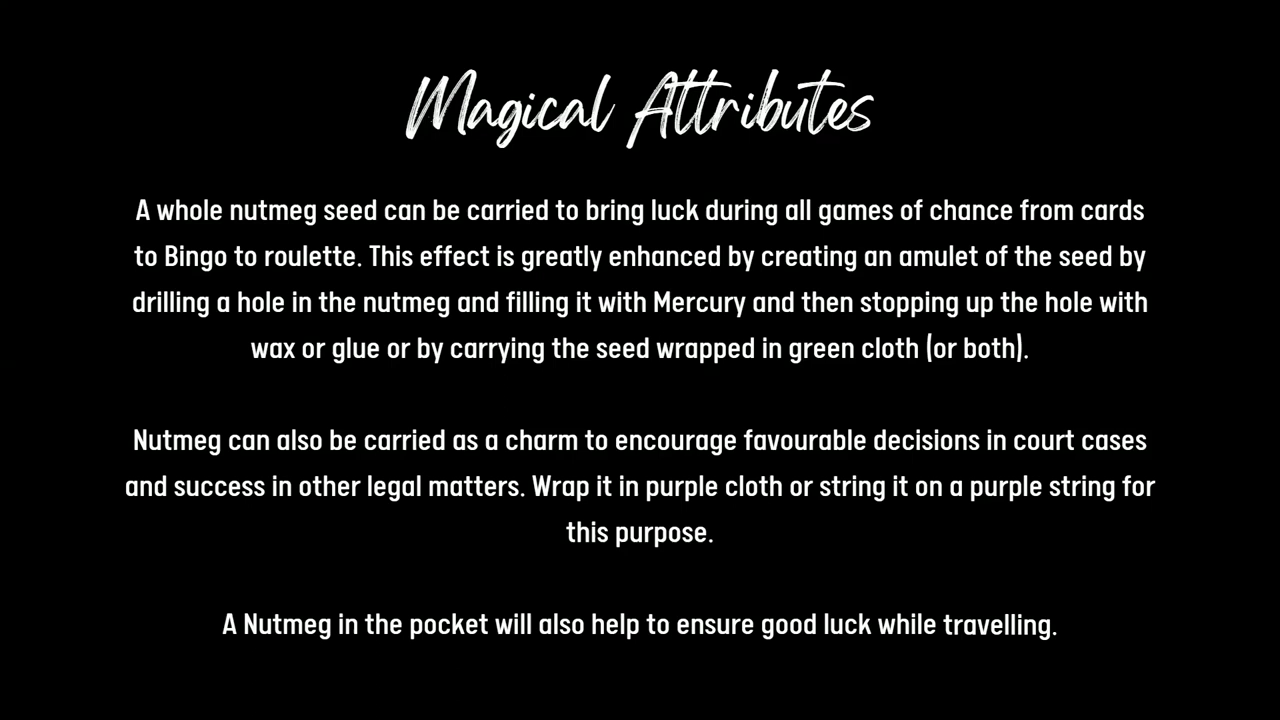 Magical Attributes
A whole nutmeg seed can be carried to bring luck during all games of chance from cards
to Bingo to roulette. This effect is greatly enhanced by creating an amulet of the seed by
drilling a hole in the nutmeg and filling it with Mercury and then stopping up the hole with
wax or glue or by carrying the seed wrapped in green cloth (or both).
Nutmeg can also be carried as a charm to encourage favourable decisions in court cases
and success in other legal matters. Wrap it in purple cloth or string it on a purple string for
this purpose.
A Nutmeg in the pocket will also help to ensure good luck while travelling.